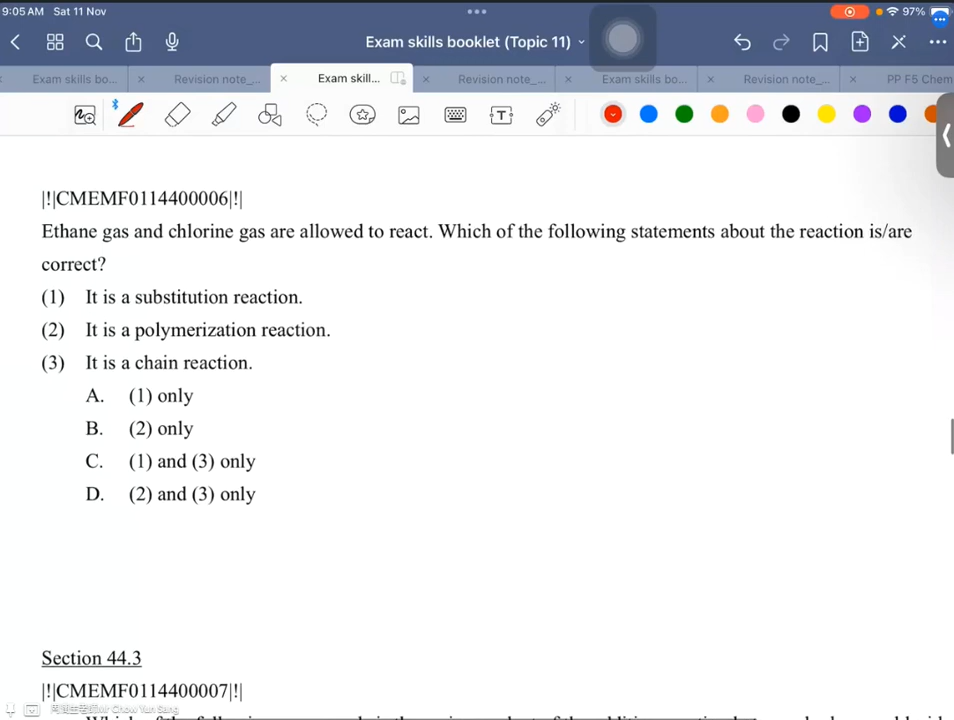 9:05 AM Sat 11 Nov
97%
Exam skills booklet (Topic 11)
Exam skills bo...
Revision note_...
Exam skill...
Revision note_...
Exam skills bo...
Revision note_...
PP F5 Chem
T
|!|CMEMF0114400006|!|
Ethane gas and chlorine gas are allowed to react. Which of the following statements about the reaction is/are
correct?
(1) It is a substitution reaction.
(2) It is a polymerization reaction.
(3) It is a chain reaction.
A. (1) only
B. (2) only
C. (1) and (3) only
D. (2) and (3) only
Section 44.3
|!|CMEMF0114400007|!|
Mr Chow Yun Sang